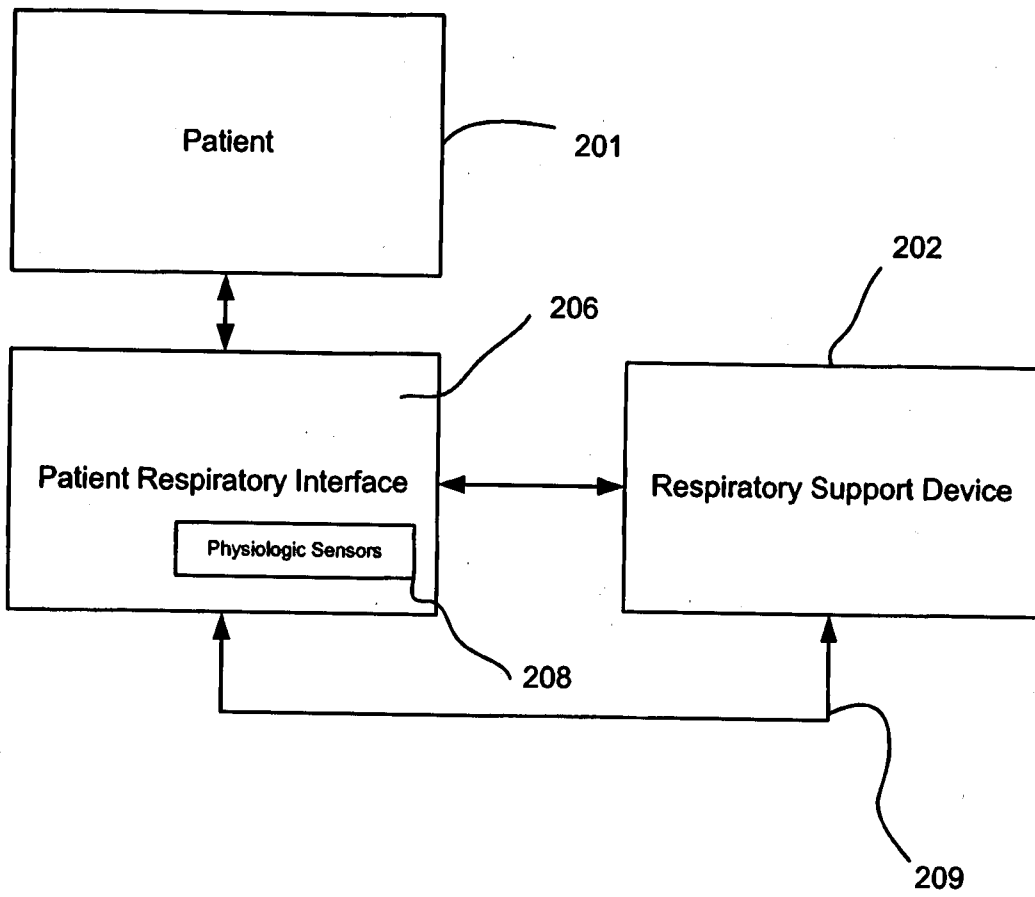 Patient
201
202
206
Patient Respiratory Interface
Respiratory Support Device
Physiologic Sensors
208
209